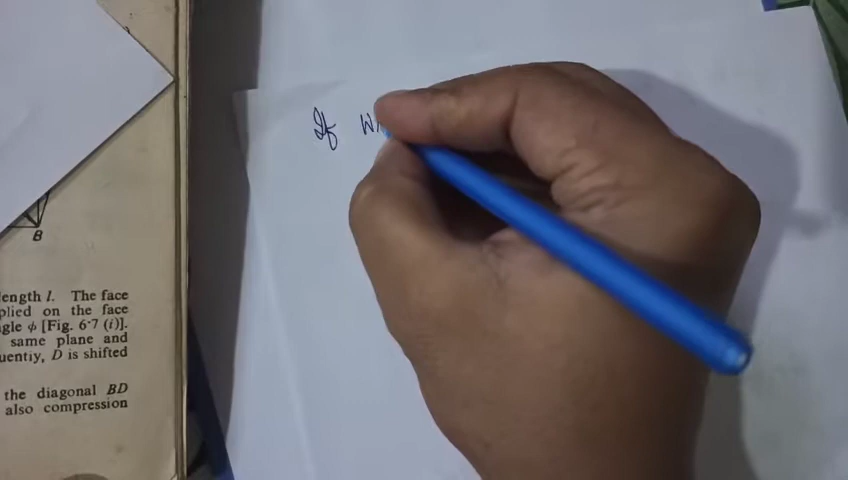 B
ength l. The face
plied on the face
gle φ [Fig. 6·7 (i)].
same plane and
uently, D is shifted
the diagonal BD
also compression
If